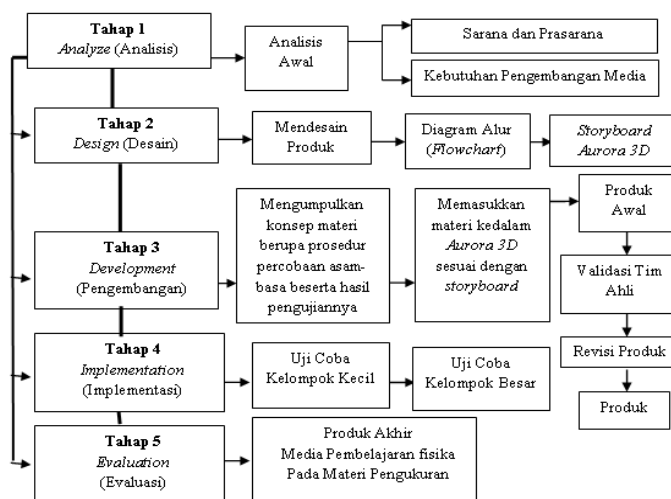 Tahap 1
Analyze (Analisis)
Analisis
Awal
Sarana dan Prasarana
Kebutuhan Pengembangan Media
Tahap 2
Design (Desain)
Mendesain
Produk
Diagram Alur
(Flowchart)
Storyboard
Aurora 3D
Tahap 3
Development
(Pengembangan)
Mengumpulkan
konsep materi
berupa prosedur
percobaan asam-
basa beserta hasil
pengujiannya
Memasukkan
materi kedalam
Aurora 3D
sesuai dengan
storyboard
Produk
Awal
Validasi Tim
Ahli
Revisi Produk
Produk
Tahap 4
Implementation
(Implementasi)
Uji Coba
Kelompok Kecil
Uji Coba
Kelompok Besar
Tahap 5
Evaluation
(Evaluasi)
Produk Akhir
Media Pembelajaran fisika
Pada Materi Pengukuran